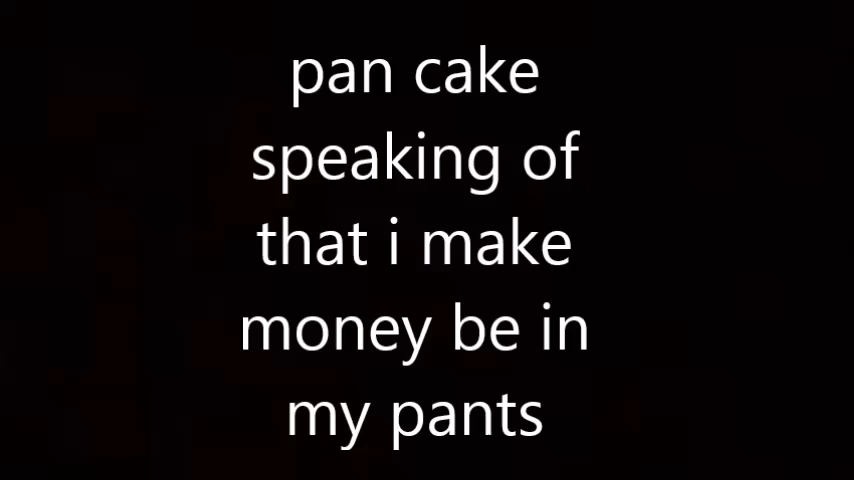 pan cake
speaking of
that i make
money be in
my pants